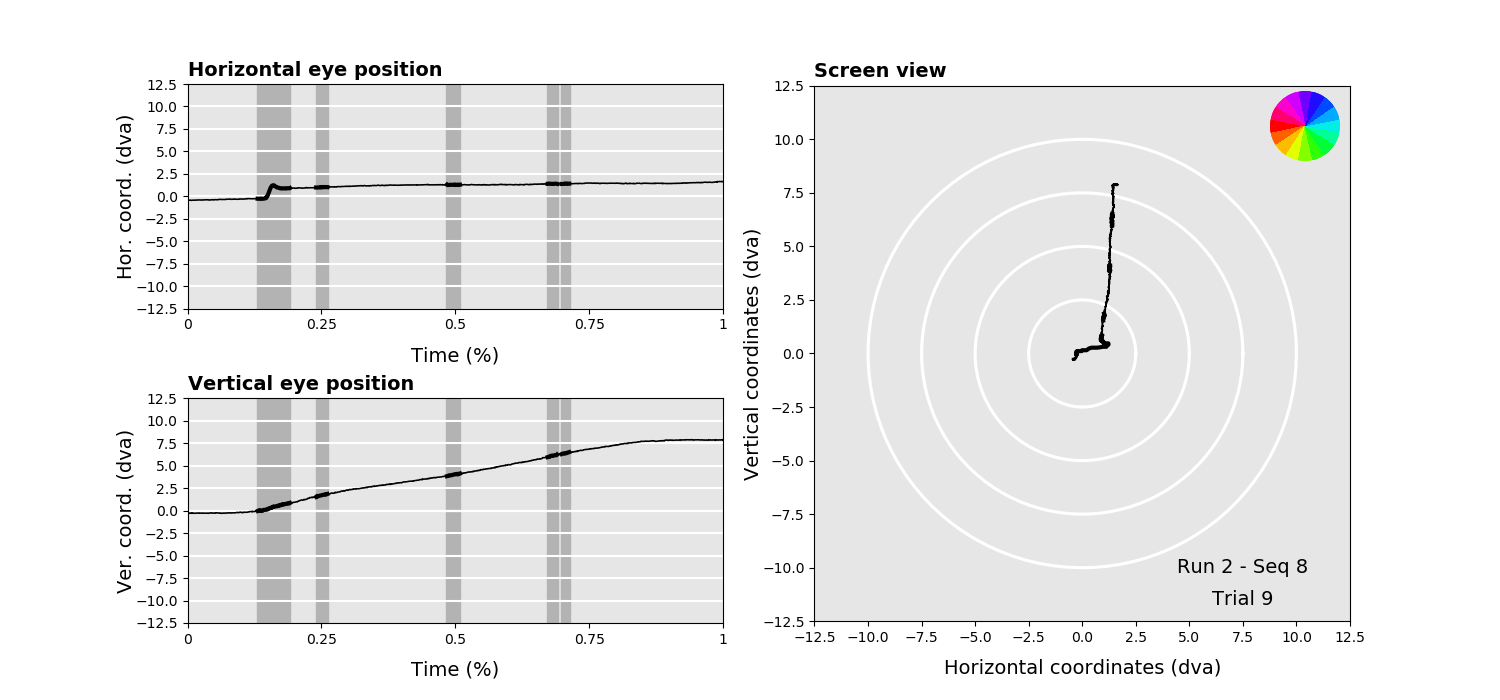 Horizontal eye position
12.5
10.0
7.5
5.0
2.5
0.0
−2.5
−5.0
−7.5
−10.0
−12.5
Hor. coord. (dva)
0 0.25 0.5 0.75 1
Time (%)
Vertical eye position
12.5
10.0
7.5
5.0
2.5
0.0
−2.5
−5.0
−7.5
−10.0
−12.5
Ver. coord. (dva)
0 0.25 0.5 0.75 1
Time (%)
Screen view
12.5
10.0
7.5
5.0
2.5
0.0
−2.5
−5.0
−7.5
−10.0
−12.5
Vertical coordinates (dva)
Run 2 - Seq 8
Trial 9
−12.5 −10.0 −7.5 −5.0 −2.5 0.0 2.5 5.0 7.5 10.0 12.5
Horizontal coordinates (dva)